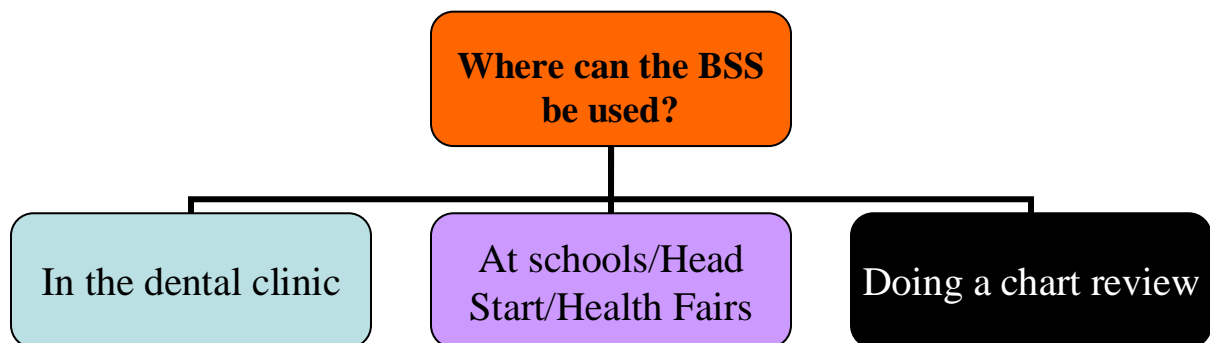 Where can the BSS
be used?
In the dental clinic
At schools/Head
Start/Health Fairs
Doing a chart review